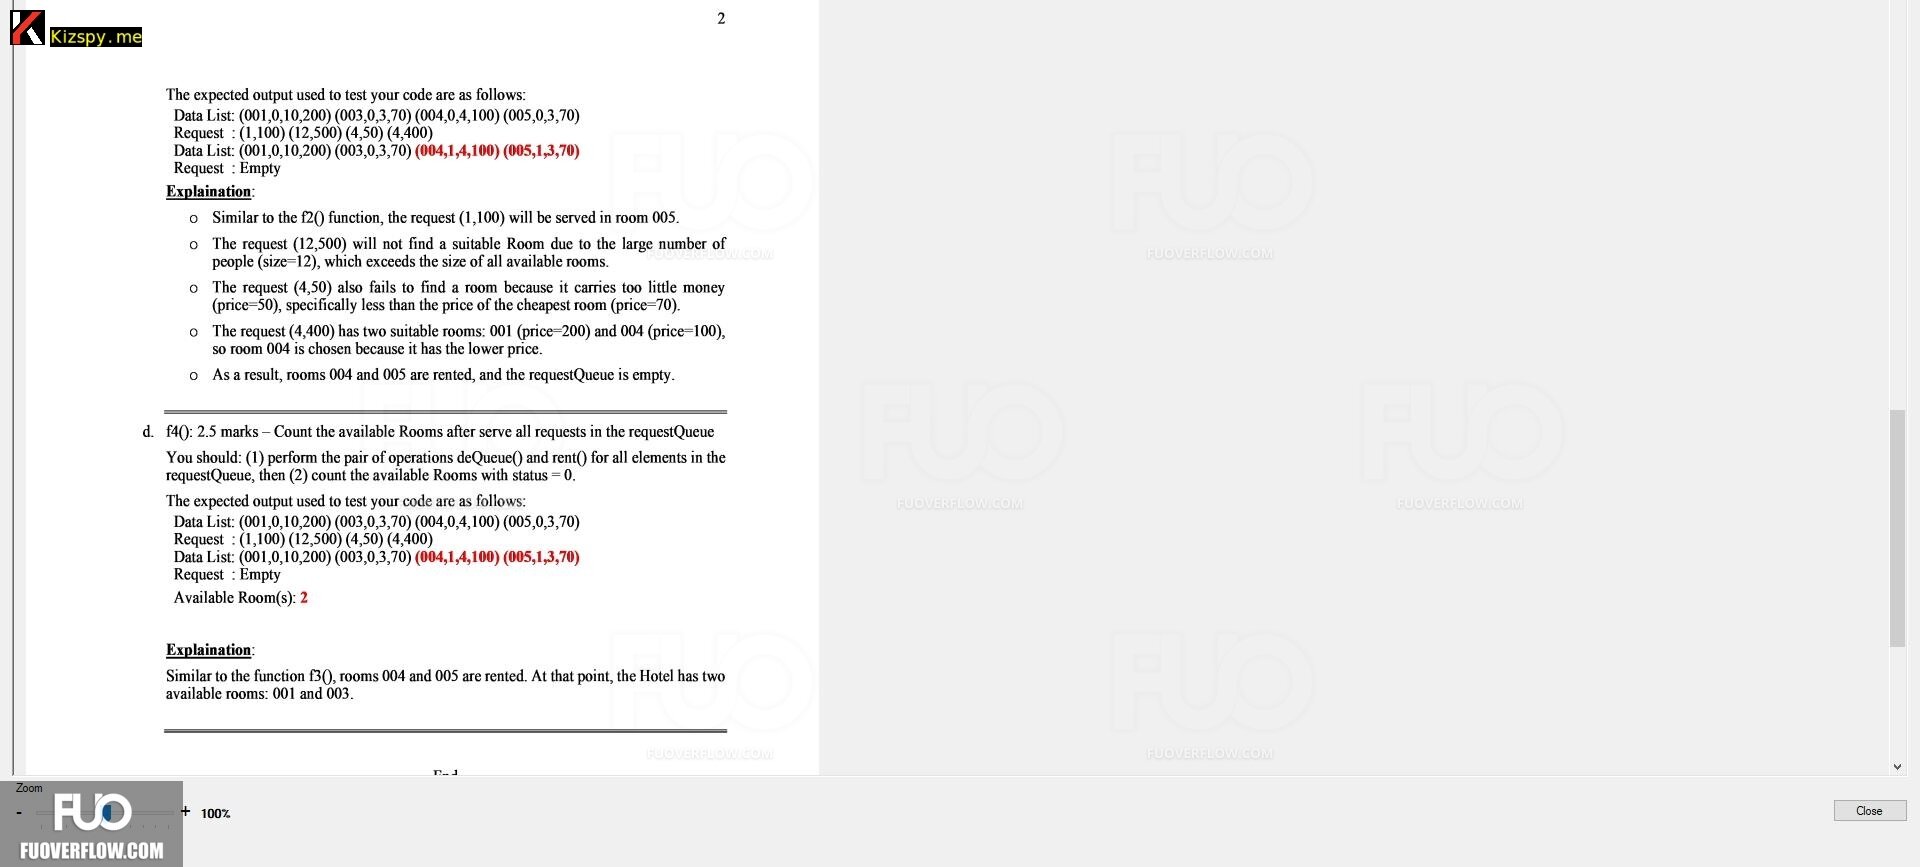 Kizspy.me
2
The expected output used to test your code are as follows:
Data List: (001,0,10,200) (003,0,3,70) (004,0,4,100) (005,0,3,70)
Request : (1,100) (12,500) (4,50) (4,400)
Data List: (001,0,10,200) (003,0,3,70) (004,1,4,100) (005,1,3,70)
Request : Empty
Explaination:
o Similar to the f2() function, the request (1,100) will be served in room 005.
o The request (12,500) will not find a suitable Room due to the large number of
people (size=12), which exceeds the size of all available rooms.
o The request (4,50) also fails to find a room because it carries too little money
(price=50), specifically less than the price of the cheapest room (price=70).
o The request (4,400) has two suitable rooms: 001 (price=200) and 004 (price=100),
so room 004 is chosen because it has the lower price.
o As a result, rooms 004 and 005 are rented, and the requestQueue is empty.
d. f4(): 2.5 marks – Count the available Rooms after serve all requests in the requestQueue
You should: (1) perform the pair of operations deQueue() and rent() for all elements in the
requestQueue, then (2) count the available Rooms with status = 0.
The expected output used to test your code are as follows:
Data List: (001,0,10,200) (003,0,3,70) (004,0,4,100) (005,0,3,70)
Request : (1,100) (12,500) (4,50) (4,400)
Data List: (001,0,10,200) (003,0,3,70) (004,1,4,100) (005,1,3,70)
Request : Empty
Available Room(s): 2
Explaination:
Similar to the function f3(), rooms 004 and 005 are rented. At that point, the Hotel has two
available rooms: 001 and 003.
FUO
FUOVERFLOW.COM
FUO
FUOVERFLOW.COM
FUO
FUOVERFLOW.COM
FUO
FUOVERFLOW.COM
FUO
FUOVERFLOW.COM
FUO
FUOVERFLOW.COM
Zoom
- + 100%
FUO
FUOVERFLOW.COM
Close